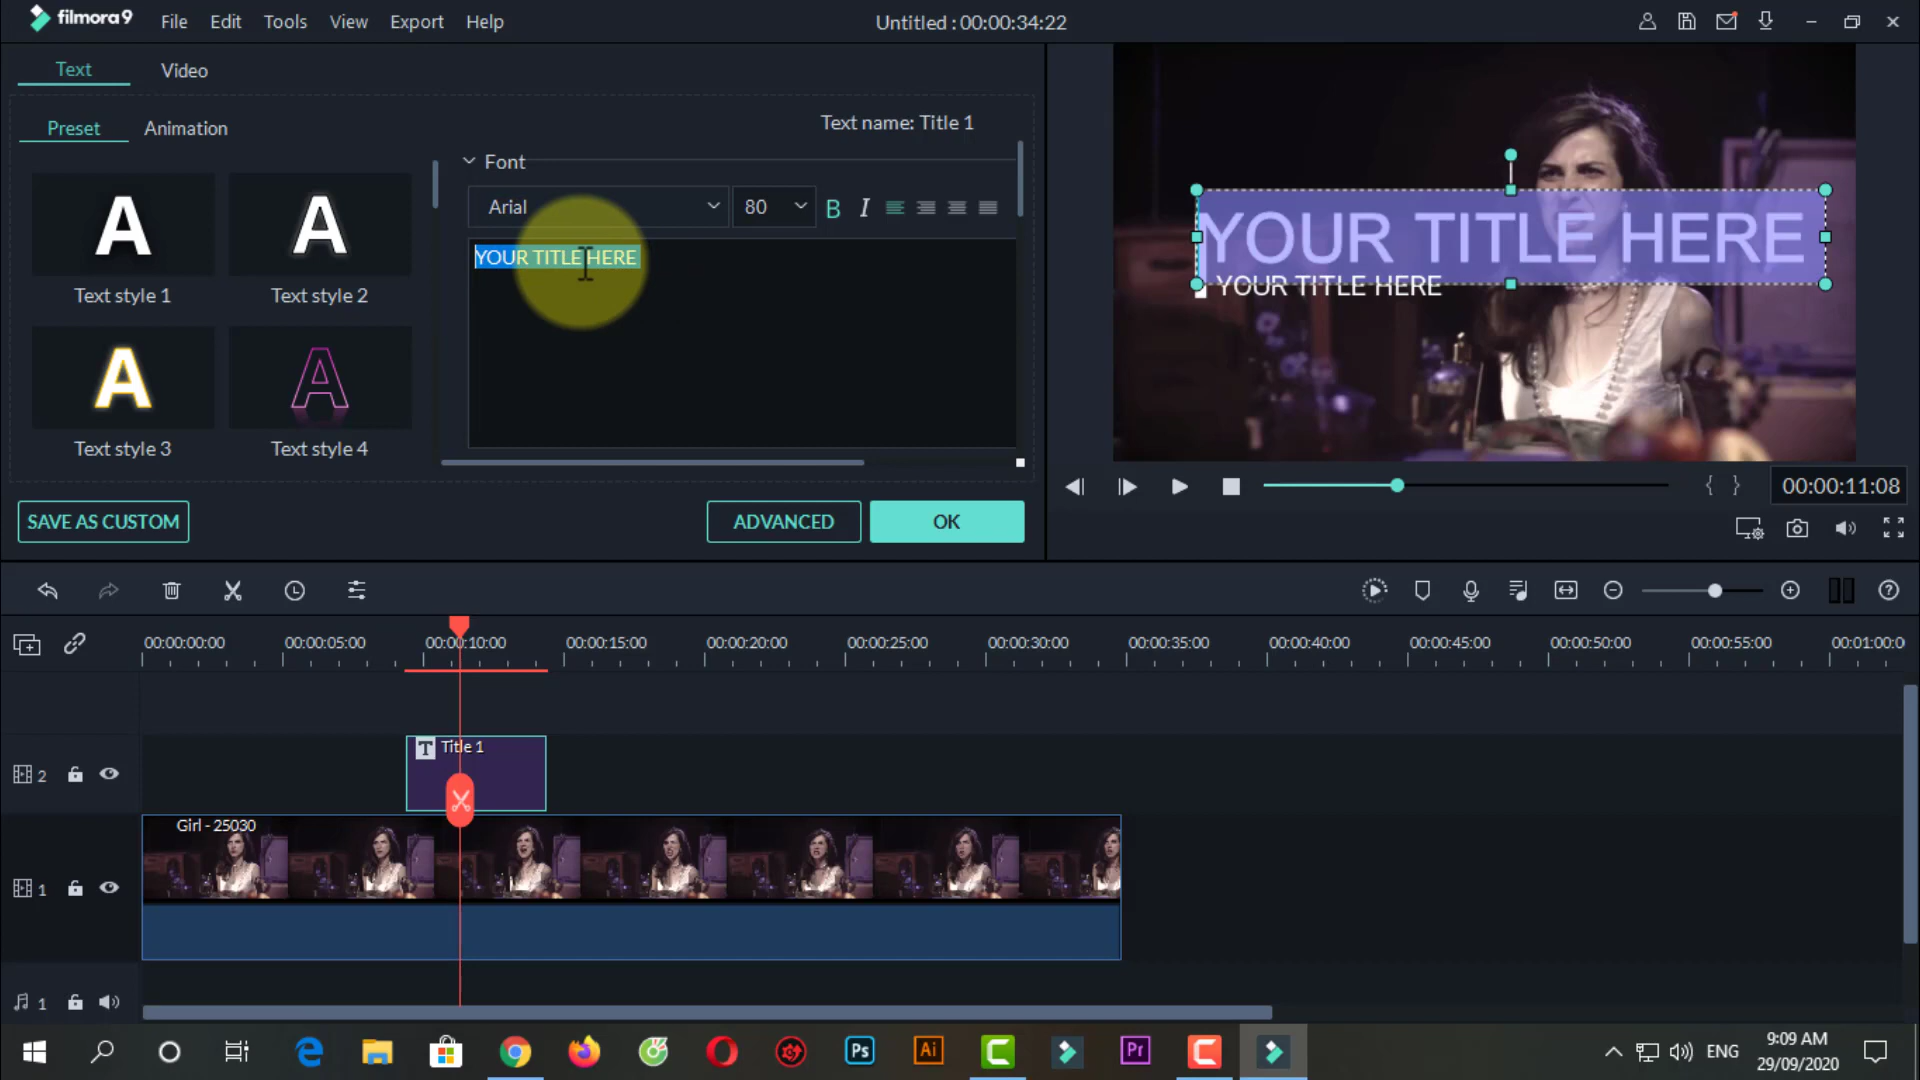 filmora9 File Edit Tools View Export Help Untitled : 00:00:34:22
Text Video
Preset Animation Text name: Title 1
Font
Arial 80 B I
YOUR TITLE HERE
A A
Text style 1 Text style 2
A A
Text style 3 Text style 4
SAVE AS CUSTOM ADVANCED OK
YOUR TITLE HERE
YOUR TITLE HERE
{ } 00:00:11:08
00:00:00:00 00:00:05:00 00:00:10:00 00:00:15:00 00:00:20:00 00:00:25:00 00:00:30:00 00:00:35:00 00:00:40:00 00:00:45:00 00:00:50:00 00:00:55:00 00:01:00:0
T Title 1
2
Girl - 25030
1
1
Ps Ai Pr ENG 9:09 AM
29/09/2020